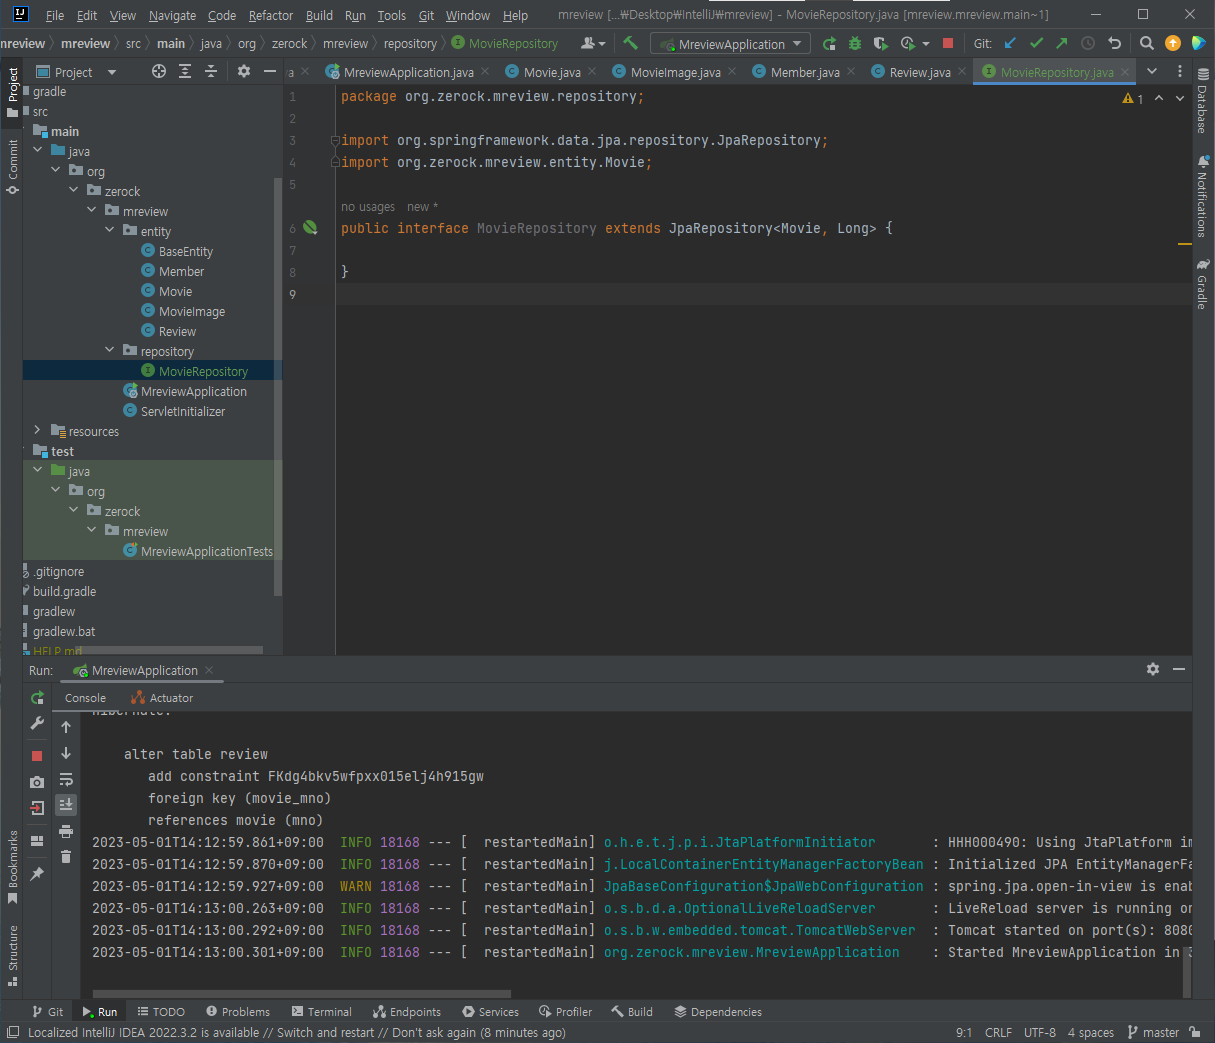 File Edit View Navigate Code Refactor Build Run Tools Git Window Help mreview [...₩Desktop₩IntelliJ₩mreview] - MovieRepository.java [mreview.mreview.main~1]
mreview mreview src main java org zerock mreview repository MovieRepository MreviewApplication Git:
Project
MreviewApplication.java Movie.java MovieImage.java Member.java Review.java MovieRepository.java
Project
Commit
Bookmarks
Structure
gradle
src
main
java
org
zerock
mreview
entity
BaseEntity
Member
Movie
MovieImage
Review
repository
MovieRepository
MreviewApplication
ServletInitializer
resources
test
java
org
zerock
mreview
MreviewApplicationTests
.gitignore
build.gradle
gradlew
gradlew.bat
HELP.md
1 package org.zerock.mreview.repository;
2
3 import org.springframework.data.jpa.repository.JpaRepository;
4 import org.zerock.mreview.entity.Movie;
5
no usages new *
6 public interface MovieRepository extends JpaRepository<Movie, Long> {
7
8 }
9
1
Database
Notifications
Gradle
Run: MreviewApplication
Console Actuator
Hibernate:
alter table review
add constraint FKdg4bkv5wfpxx015elj4h915gw
foreign key (movie_mno)
references movie (mno)
2023-05-01T14:12:59.861+09:00 INFO 18168 --- [ restartedMain] o.h.e.t.j.p.i.JtaPlatformInitiator : HHH000490: Using JtaPlatform im
2023-05-01T14:12:59.870+09:00 INFO 18168 --- [ restartedMain] j.LocalContainerEntityManagerFactoryBean : Initialized JPA EntityManagerFa
2023-05-01T14:12:59.927+09:00 WARN 18168 --- [ restartedMain] JpaBaseConfiguration$JpaWebConfiguration : spring.jpa.open-in-view is enab
2023-05-01T14:13:00.263+09:00 INFO 18168 --- [ restartedMain] o.s.b.d.a.OptionalLiveReloadServer : LiveReload server is running on
2023-05-01T14:13:00.292+09:00 INFO 18168 --- [ restartedMain] o.s.b.w.embedded.tomcat.TomcatWebServer : Tomcat started on port(s): 8080
2023-05-01T14:13:00.301+09:00 INFO 18168 --- [ restartedMain] org.zerock.mreview.MreviewApplication : Started MreviewApplication in 3
Git Run TODO Problems Terminal Endpoints Services Profiler Build Dependencies
Localized IntelliJ IDEA 2022.3.2 is available // Switch and restart // Don't ask again (8 minutes ago) 9:1 CRLF UTF-8 4 spaces master